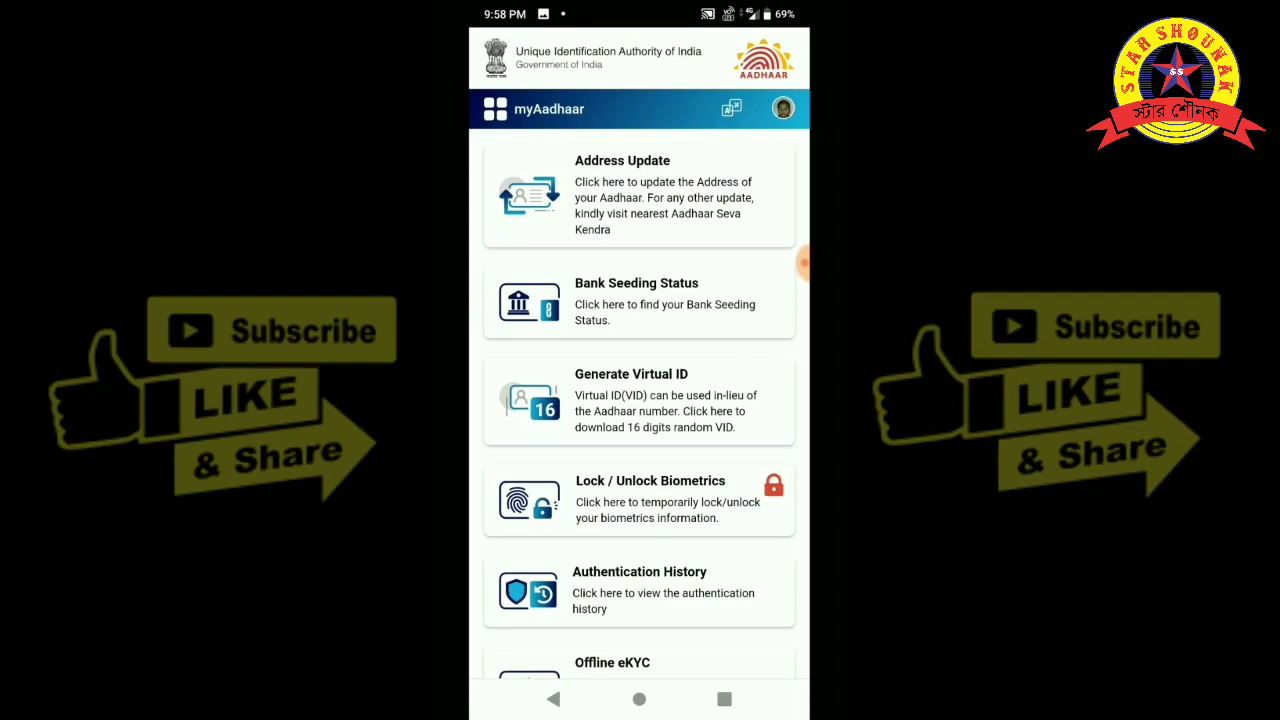 9:58 PM
4G
69%
Unique Identification Authority of India
Government of India
AADHAAR
myAadhaar
Address Update
Click here to update the Address of
your Aadhaar. For any other update,
kindly visit nearest Aadhaar Seva
Kendra
Bank Seeding Status
Click here to find your Bank Seeding
Status.
Generate Virtual ID
16
Virtual ID(VID) can be used in-lieu of
the Aadhaar number. Click here to
download 16 digits random VID.
Lock / Unlock Biometrics
Click here to temporarily lock/unlock
your biometrics information.
Authentication History
Click here to view the authentication
history
Offline eKYC
Subscribe
LIKE
& Share
Subscribe
LIKE
& Share
STAR SHOUNAK
SS
স্টার শৌনক